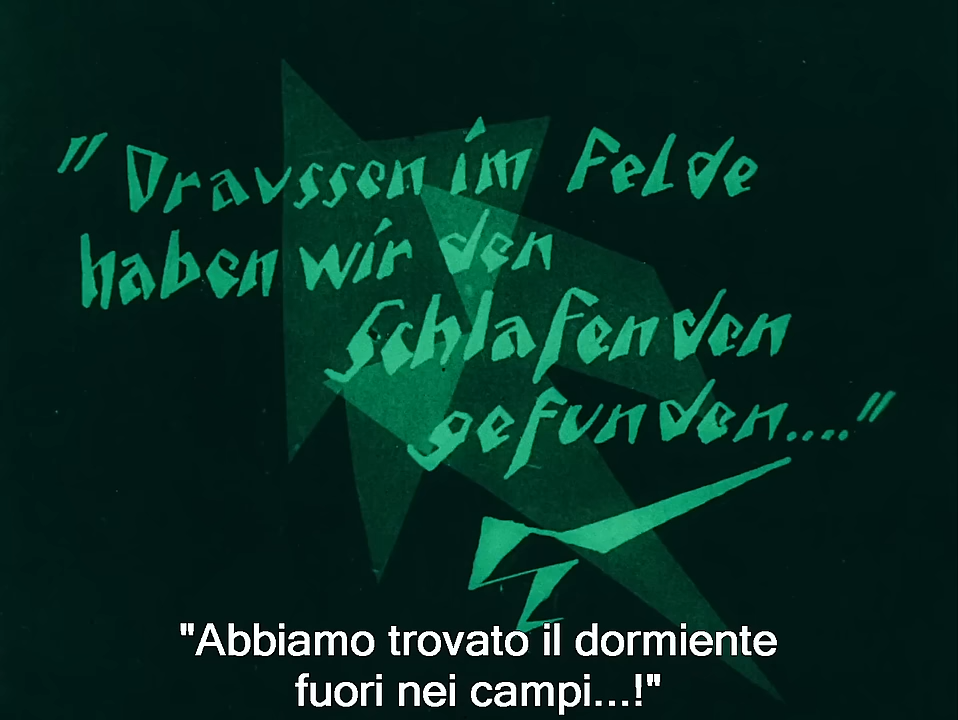 "Draussen im Felde
haben wir den
schlafenden
gefunden...."
"Abbiamo trovato il dormiente
fuori nei campi...!"